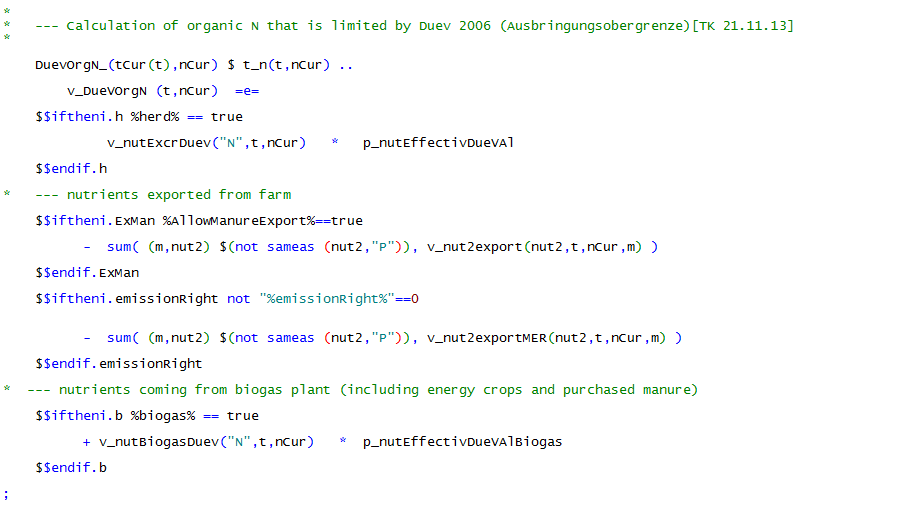 *
*   --- Calculation of organic N that is limited by Duev 2006 (Ausbringungsobergrenze)[TK 21.11.13]
*
    DuevOrgN_(tCur(t),nCur) $ t_n(t,nCur) ..
        v_DueVOrgN (t,nCur)  =e=
    $$iftheni.h %herd% == true
             v_nutExcrDuev("N",t,nCur)   *   p_nutEffectivDueVAl
    $$endif.h
*   --- nutrients exported from farm
    $$iftheni.ExMan %AllowManureExport%==true
          -  sum( (m,nut2) $(not sameas (nut2,"P")), v_nut2export(nut2,t,nCur,m) )
    $$endif.ExMan
    $$iftheni.emissionRight not "%emissionRight%"==0
          -  sum( (m,nut2) $(not sameas (nut2,"P")), v_nut2exportMER(nut2,t,nCur,m) )
    $$endif.emissionRight
*  --- nutrients coming from biogas plant (including energy crops and purchased manure)
    $$iftheni.b %biogas% == true
          + v_nutBiogasDuev("N",t,nCur)   *  p_nutEffectivDueVAlBiogas
    $$endif.b
;